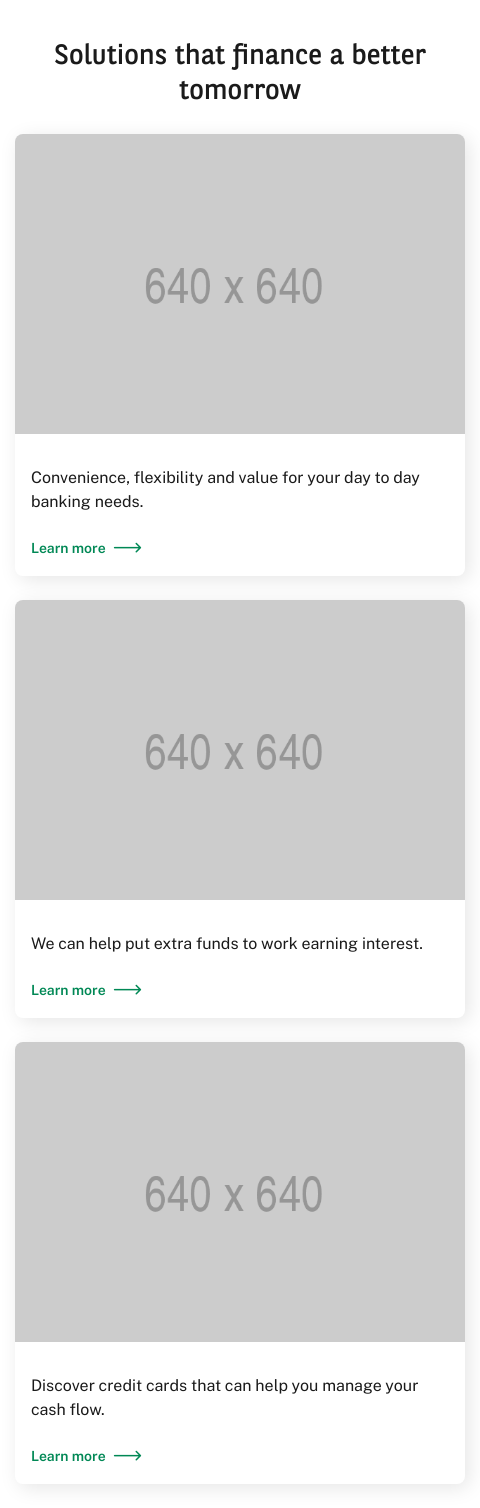 Solutions that finance a better
tomorrow
640 x 640
Convenience, flexibility and value for your day to day
banking needs.
Learn more
640 x 640
We can help put extra funds to work earning interest.
Learn more
640 x 640
Discover credit cards that can help you manage your
cash flow.
Learn more